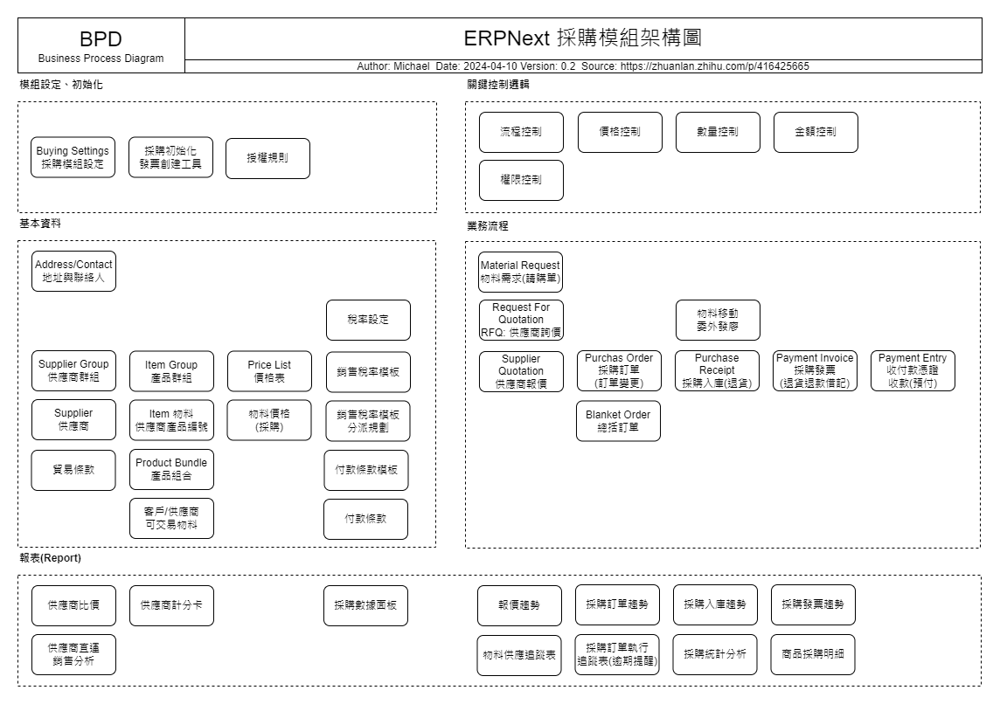 BPD
Business Process Diagram
ERPNext 採購模組架構圖
Author: Michael  Date: 2024-04-10 Version: 0.2  Source: https://zhuanlan.zhihu.com/p/416425665
模組設定、初始化
Buying Settings
採購模組設定
採購初始化
發票創建工具
授權規則
關鍵控制邏輯
流程控制
價格控制
數量控制
金額控制
權限控制
基本資料
Address/Contact
地址與聯絡人
稅率設定
Supplier Group
供應商群組
Item Group
產品群組
Price List
價格表
銷售稅率模板
Supplier
供應商
Item 物料
供應商產品編號
物料價格
(採購)
銷售稅率模板
分派規劃
貿易條款
Product Bundle
產品組合
付款條款模板
客戶/供應商
可交易物料
付款條款
業務流程
Material Request
物料需求(請購單)
Request For
Quotation
RFQ: 供應商詢價
物料移動
委外發廖
Supplier
Quotation
供應商報價
Purchas Order
採購訂單
(訂單變更)
Purchase
Receipt
採購入庫(退貨)
Payment Invoice
採購發票
(退貨退款借記)
Payment Entry
收付款憑證
收款(預付)
Blanket Order
總括訂單
報表(Report)
供應商比價
供應商計分卡
採購數據面板
報價趨勢
採購訂單趨勢
採購入庫趨勢
採購發票趨勢
供應商直運
銷售分析
物料供應追蹤表
採購訂單執行
追蹤表(逾期提醒)
採購統計分析
商品採購明細